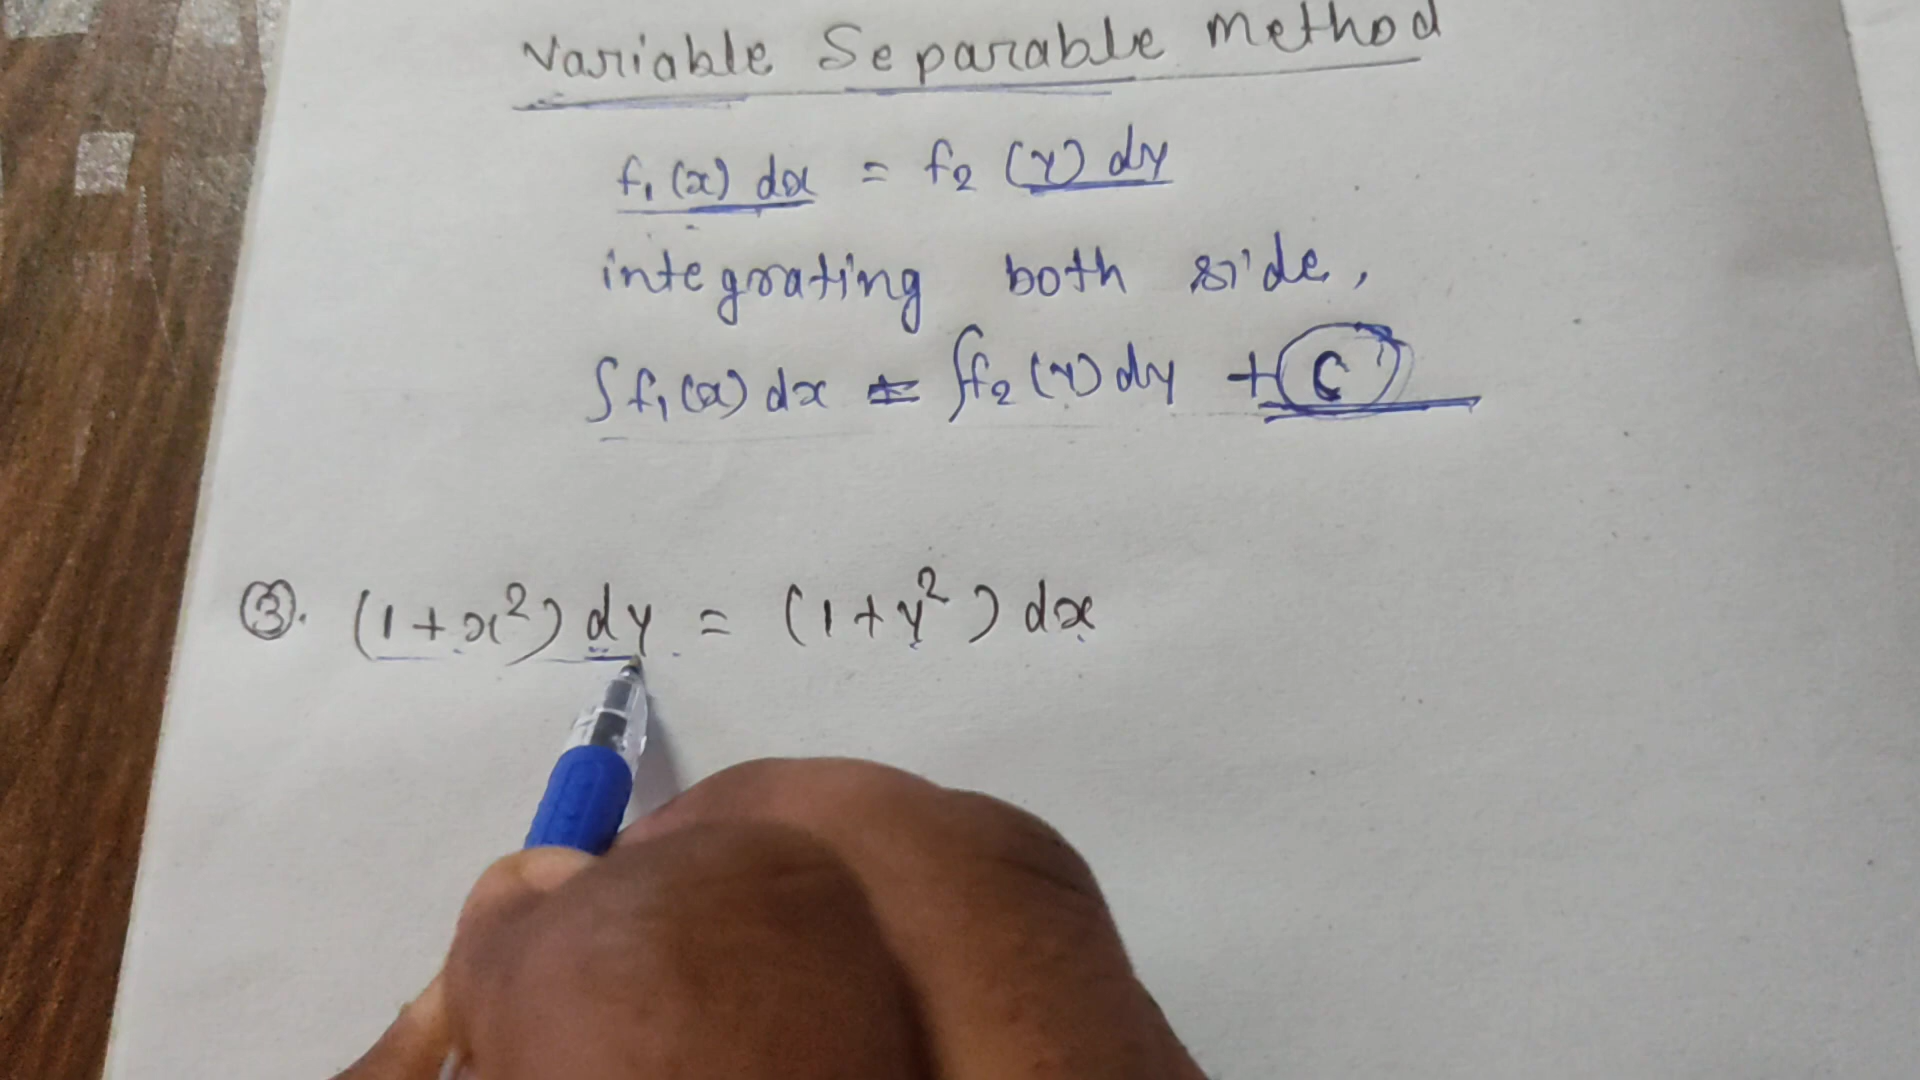 Variable Separable Method
f₁(x) dx = f₂ (y) dy
integrating both side,
∫f₁(x) dx = ∫f₂ (y) dy + C
③. (1+x²) dy = (1+y²) dx